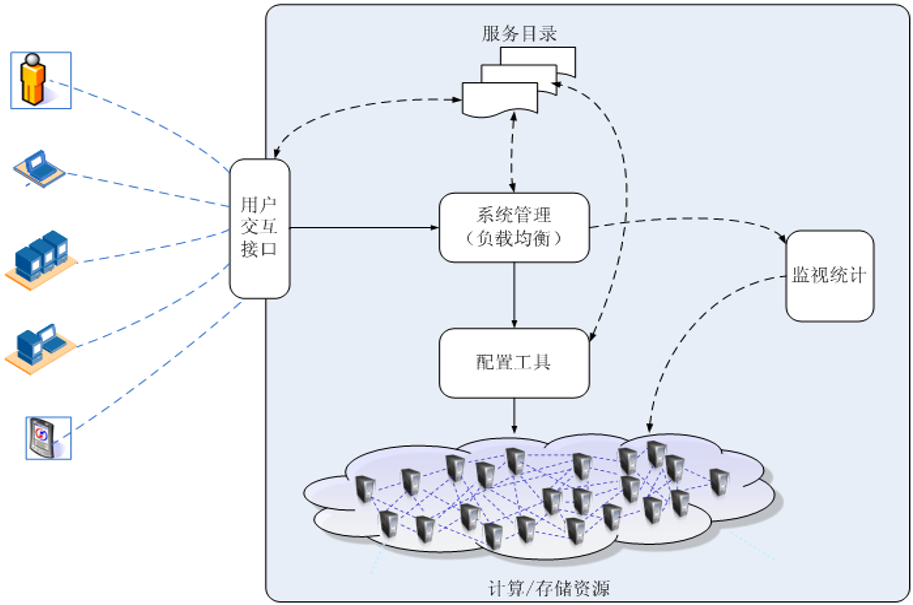 服务目录
用户
交互
接口
系统管理
（负载均衡）
监视统计
配置工具
计算/存储资源